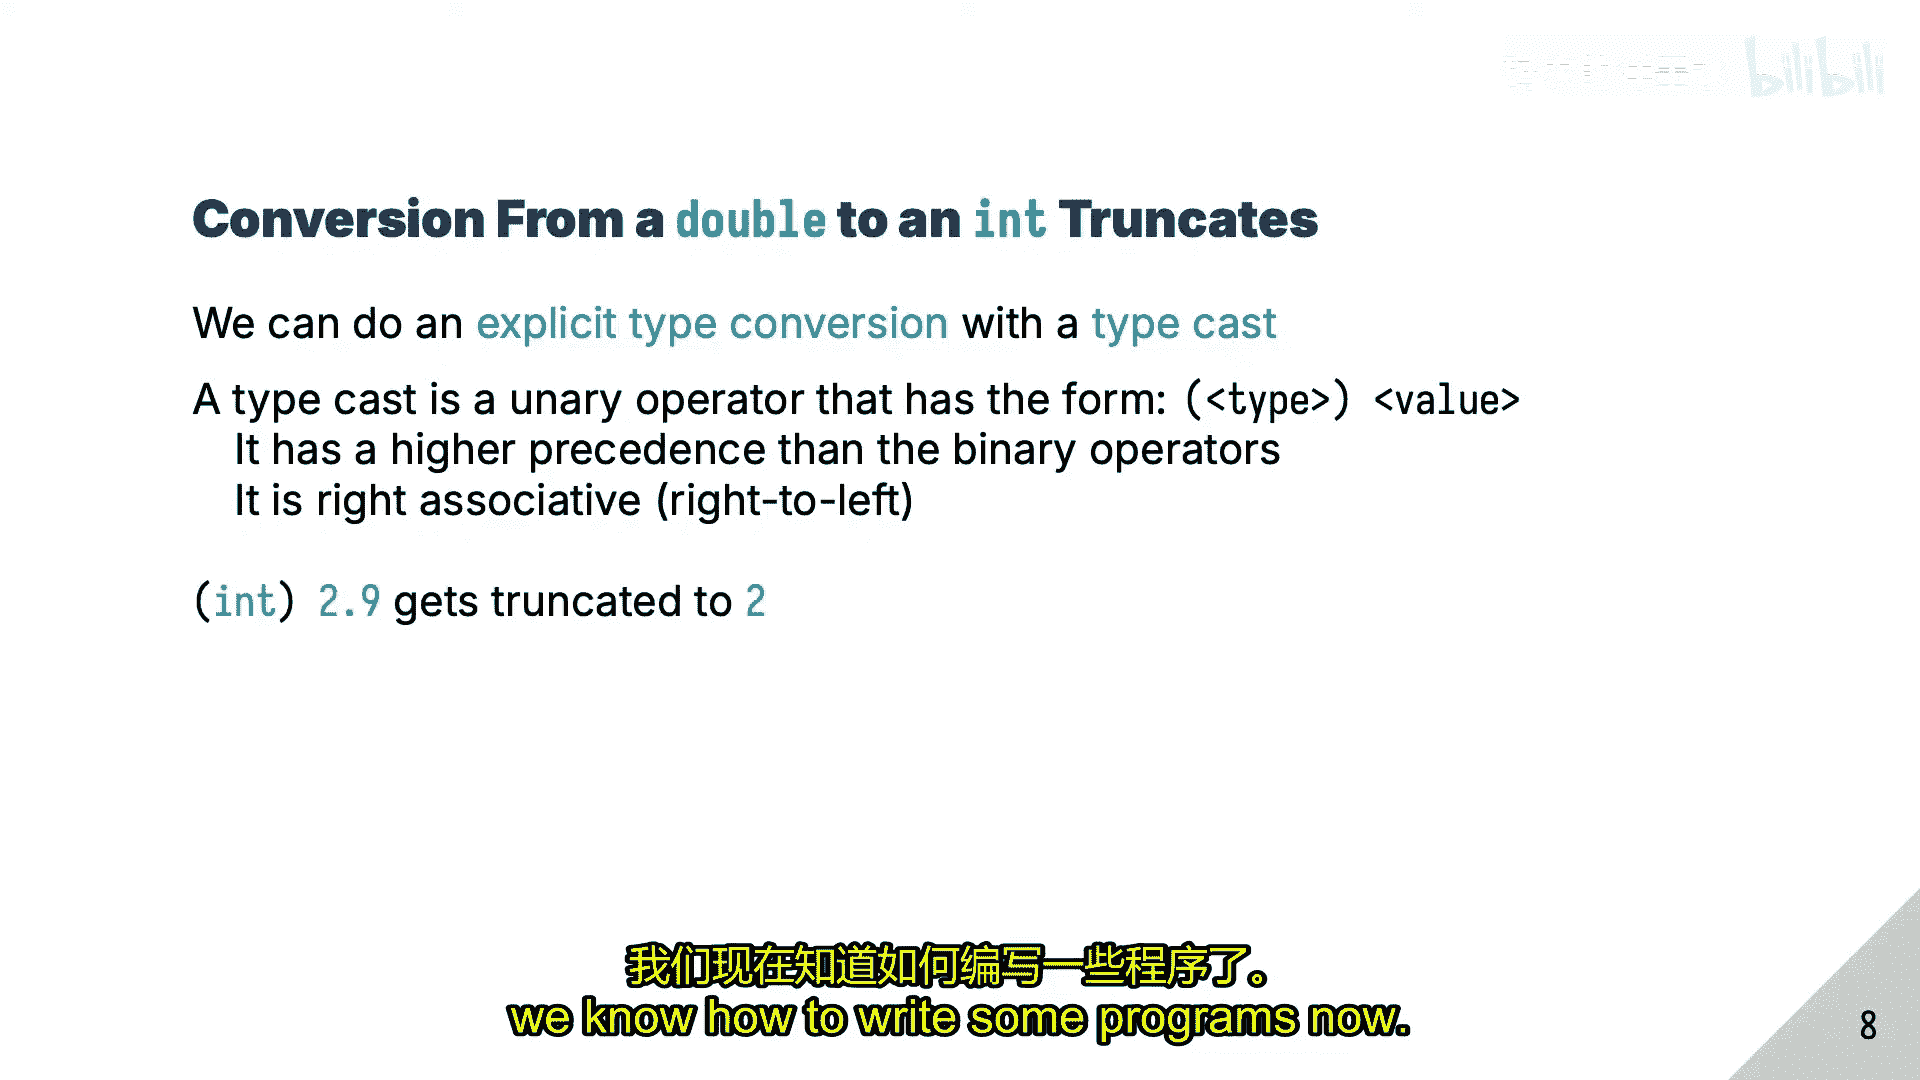 bilibili
Conversion From a double to an int Truncates
We can do an explicit type conversion with a type cast
A type cast is a unary operator that has the form: (<type>) <value>
It has a higher precedence than the binary operators
It is right associative (right-to-left)
(int) 2.9 gets truncated to 2
我们现在知道如何编写一些程序了。
we know how to write some programs now.
8